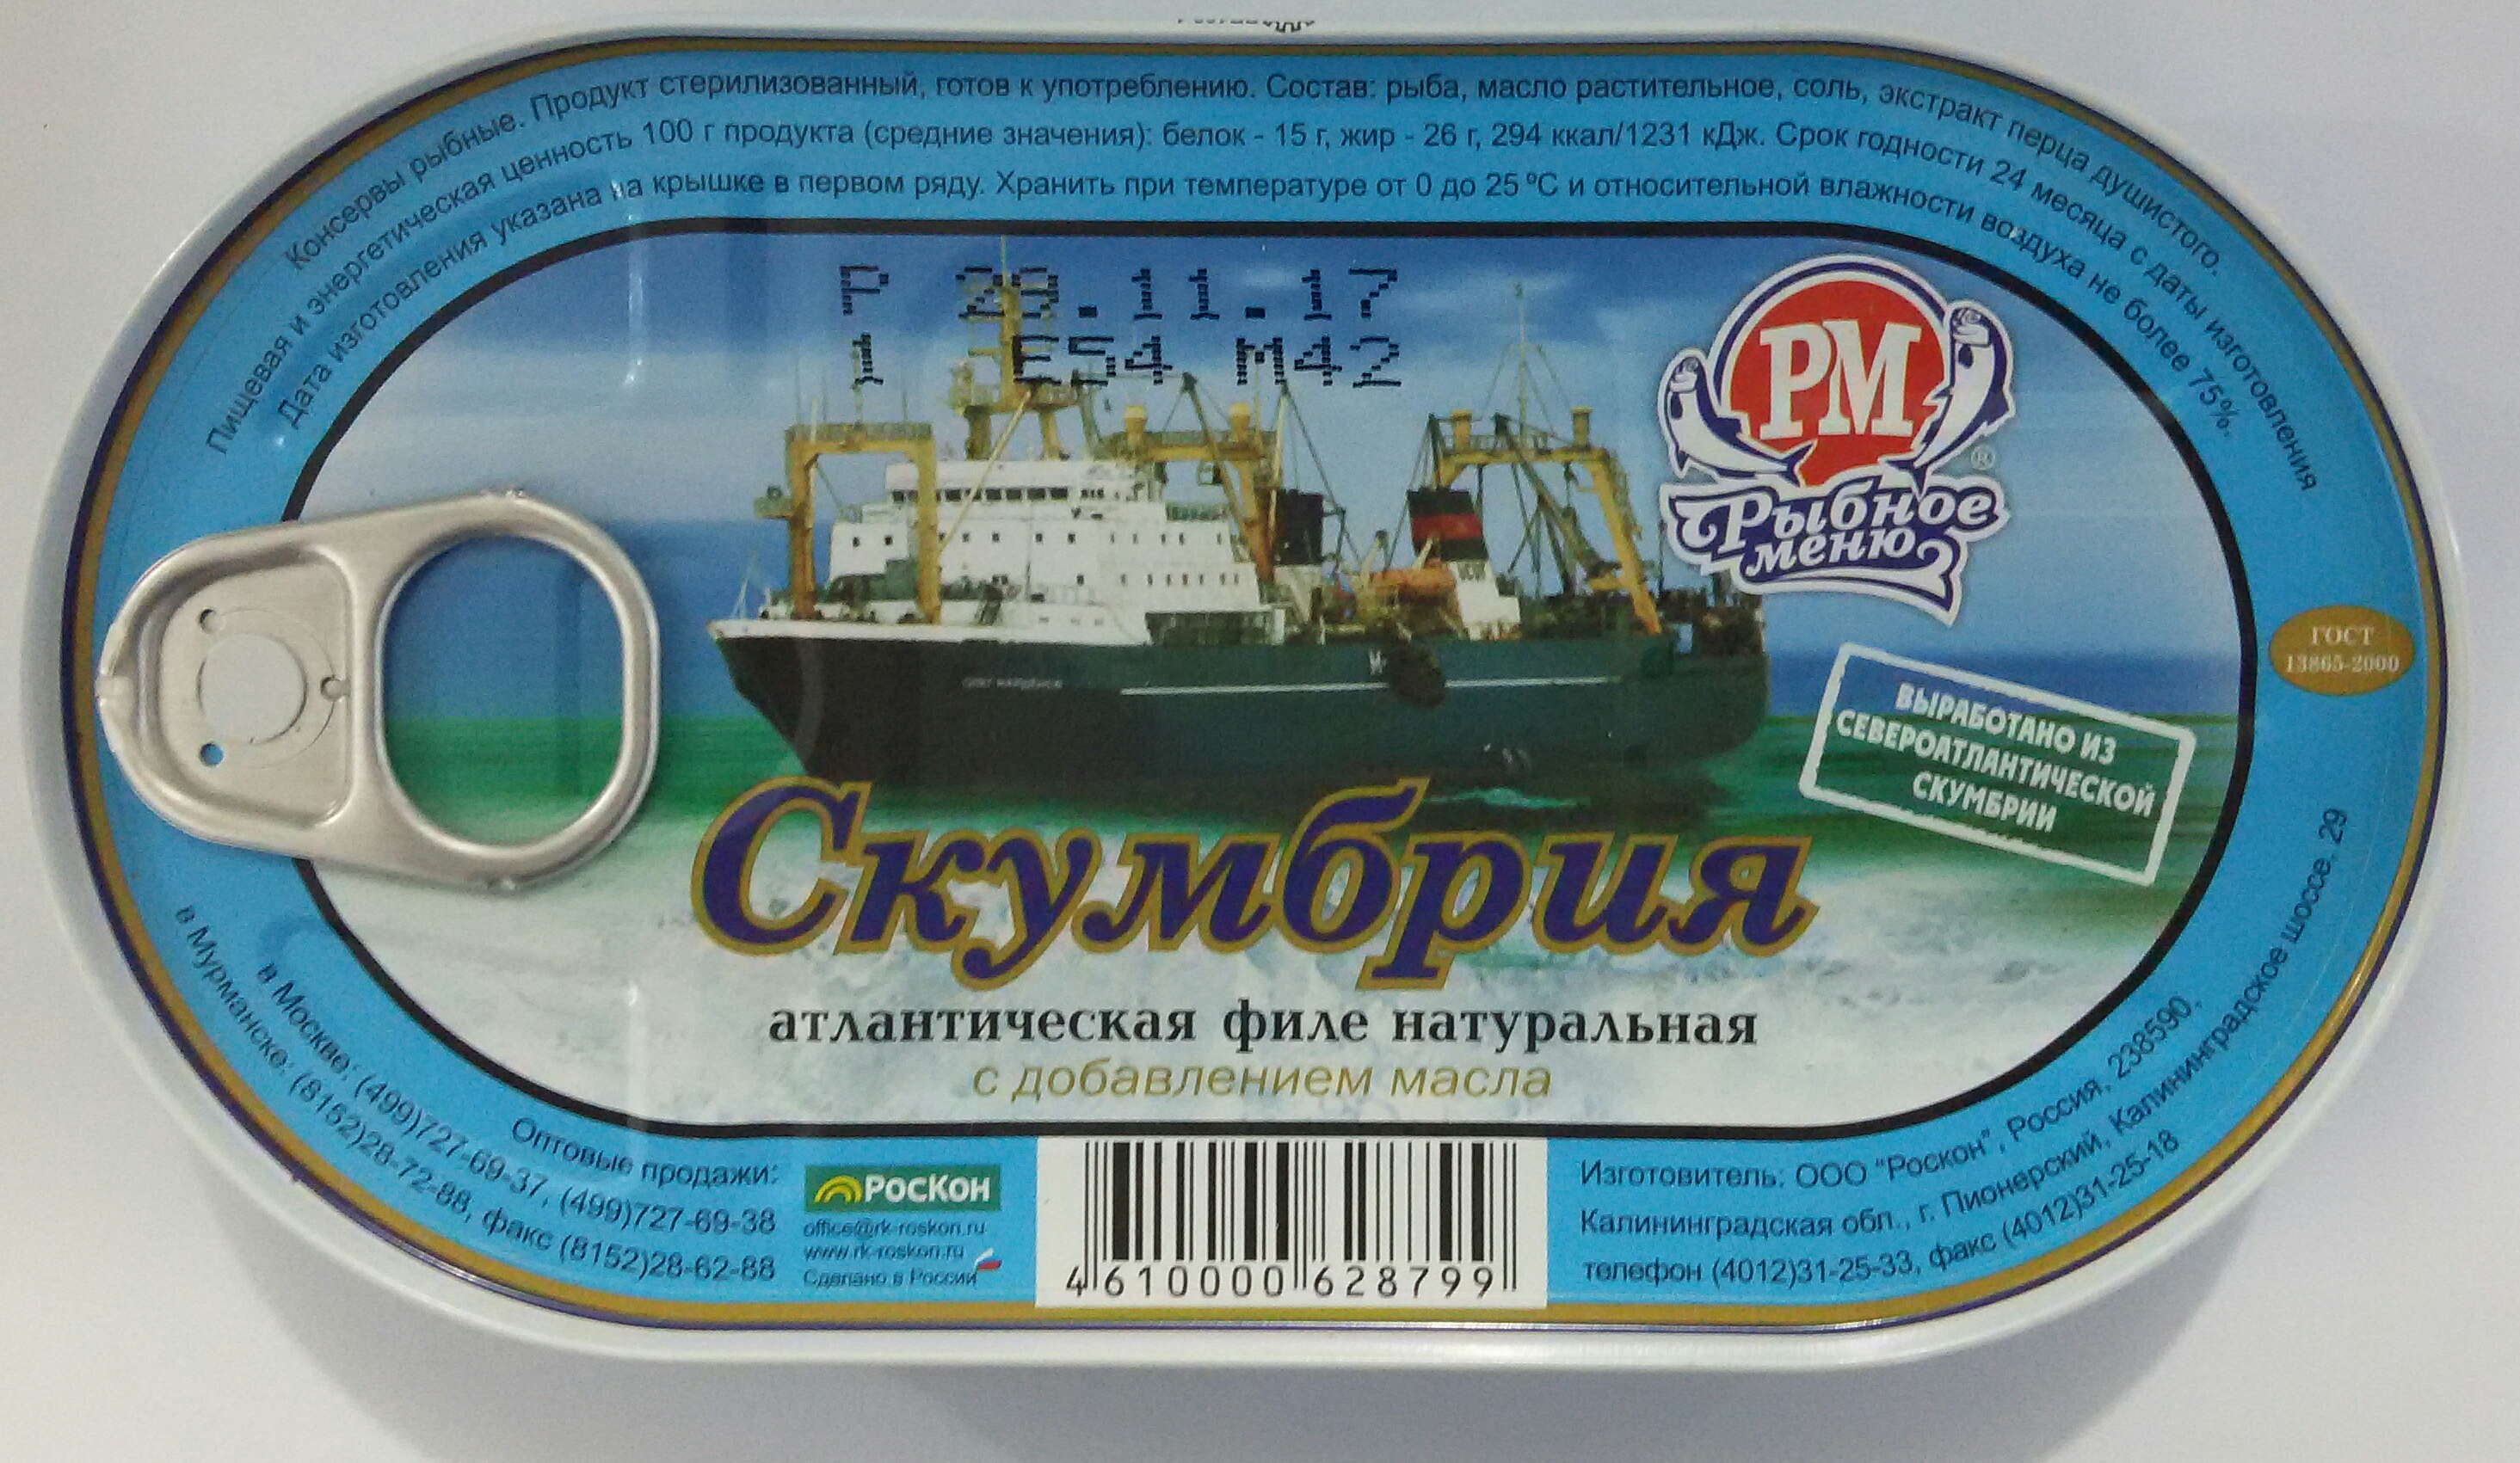 Консервы рыбные. Продукт стерилизованный, готов к употреблению. Состав: рыба, масло растительное, соль, экстракт перца душистого.
Пищевая и энергетическая ценность 100 г продукта (средние значения): белок - 15 г, жир - 26 г, 294 ккал/1231 кДж. Срок годности 24 месяца с даты изготовления
Дата изготовления указана на крышке в первом ряду. Хранить при температуре от 0 до 25 ºС и относительной влажности воздуха не более 75%.
РМ
®
Рыбное
меню
ГОСТ
13865-2000
ВЫРАБОТАНО ИЗ
СЕВЕРОАТЛАНТИЧЕСКОЙ
СКУМБРИИ
Скумбрия
атлантическая филе натуральная
с добавлением масла
Оптовые продажи:
в Москве: (499)727-69-37, (499)727-69-38
в Мурманске: (8152)28-72-88, факс (8152)28-62-88
РОСКОН
office@rk-roskon.ru
www.rk-roskon.ru
Сделано в России
4 610000 628799
Изготовитель: ООО "Роскон", Россия, 238590,
Калининградская обл., г. Пионерский, Калининградское шоссе, 29
телефон (4012)31-25-33, факс (4012)31-25-18